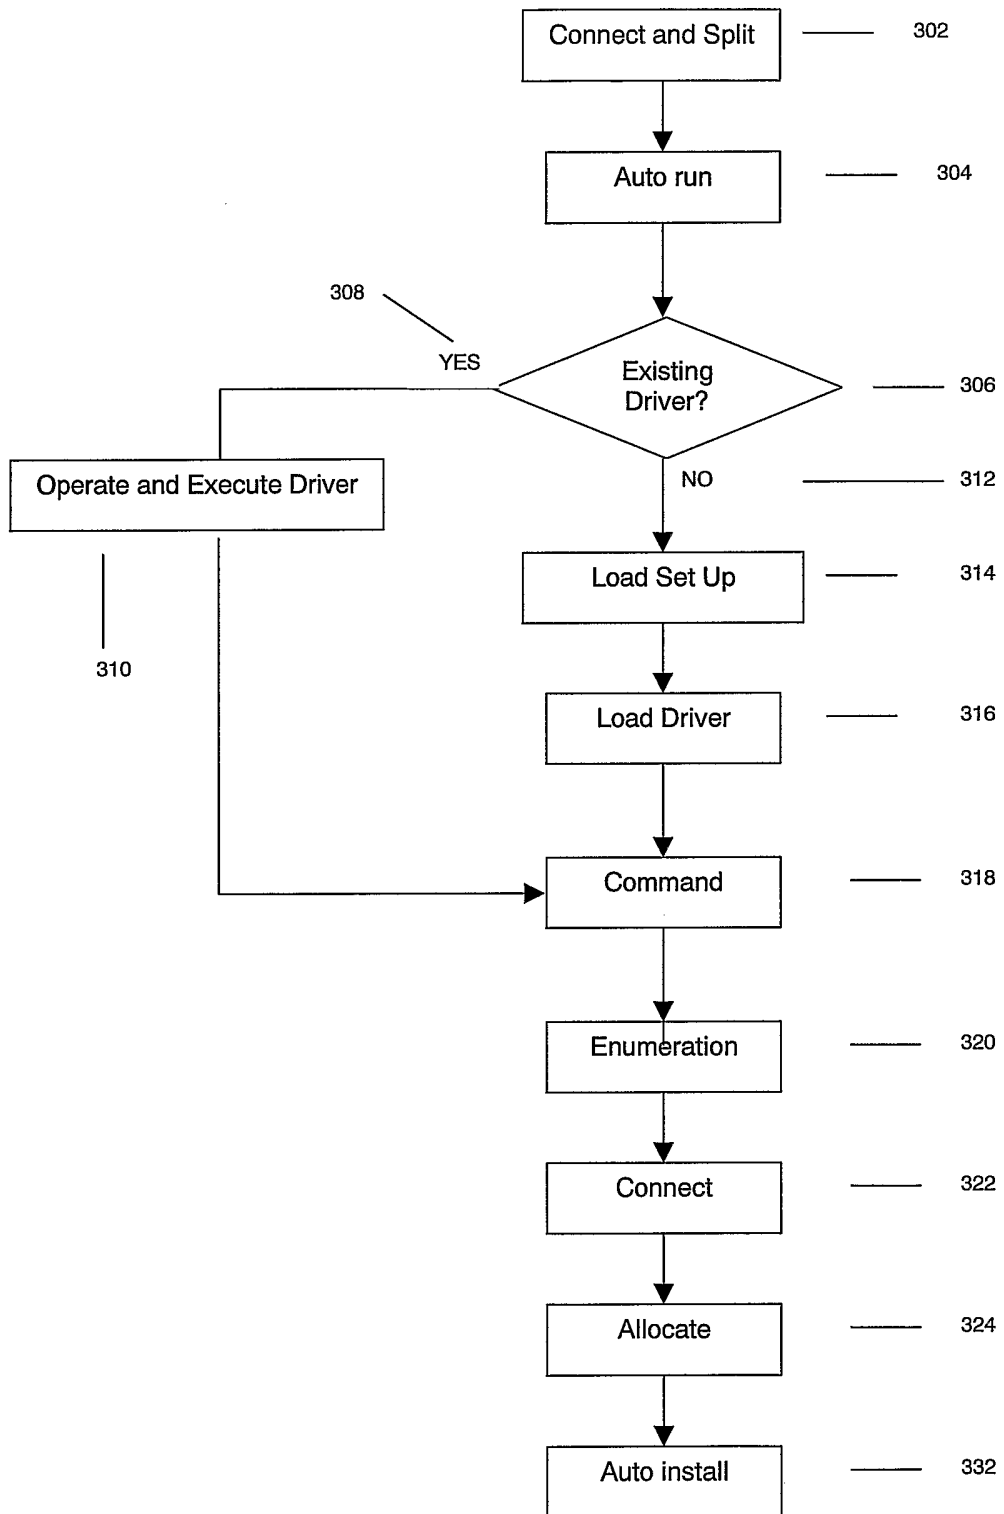 Connect and Split
302
Auto run
304
308
YES
Existing
Driver?
306
Operate and Execute Driver
NO
312
Load Set Up
314
310
Load Driver
316
Command
318
Enumeration
320
Connect
322
Allocate
324
Auto install
332